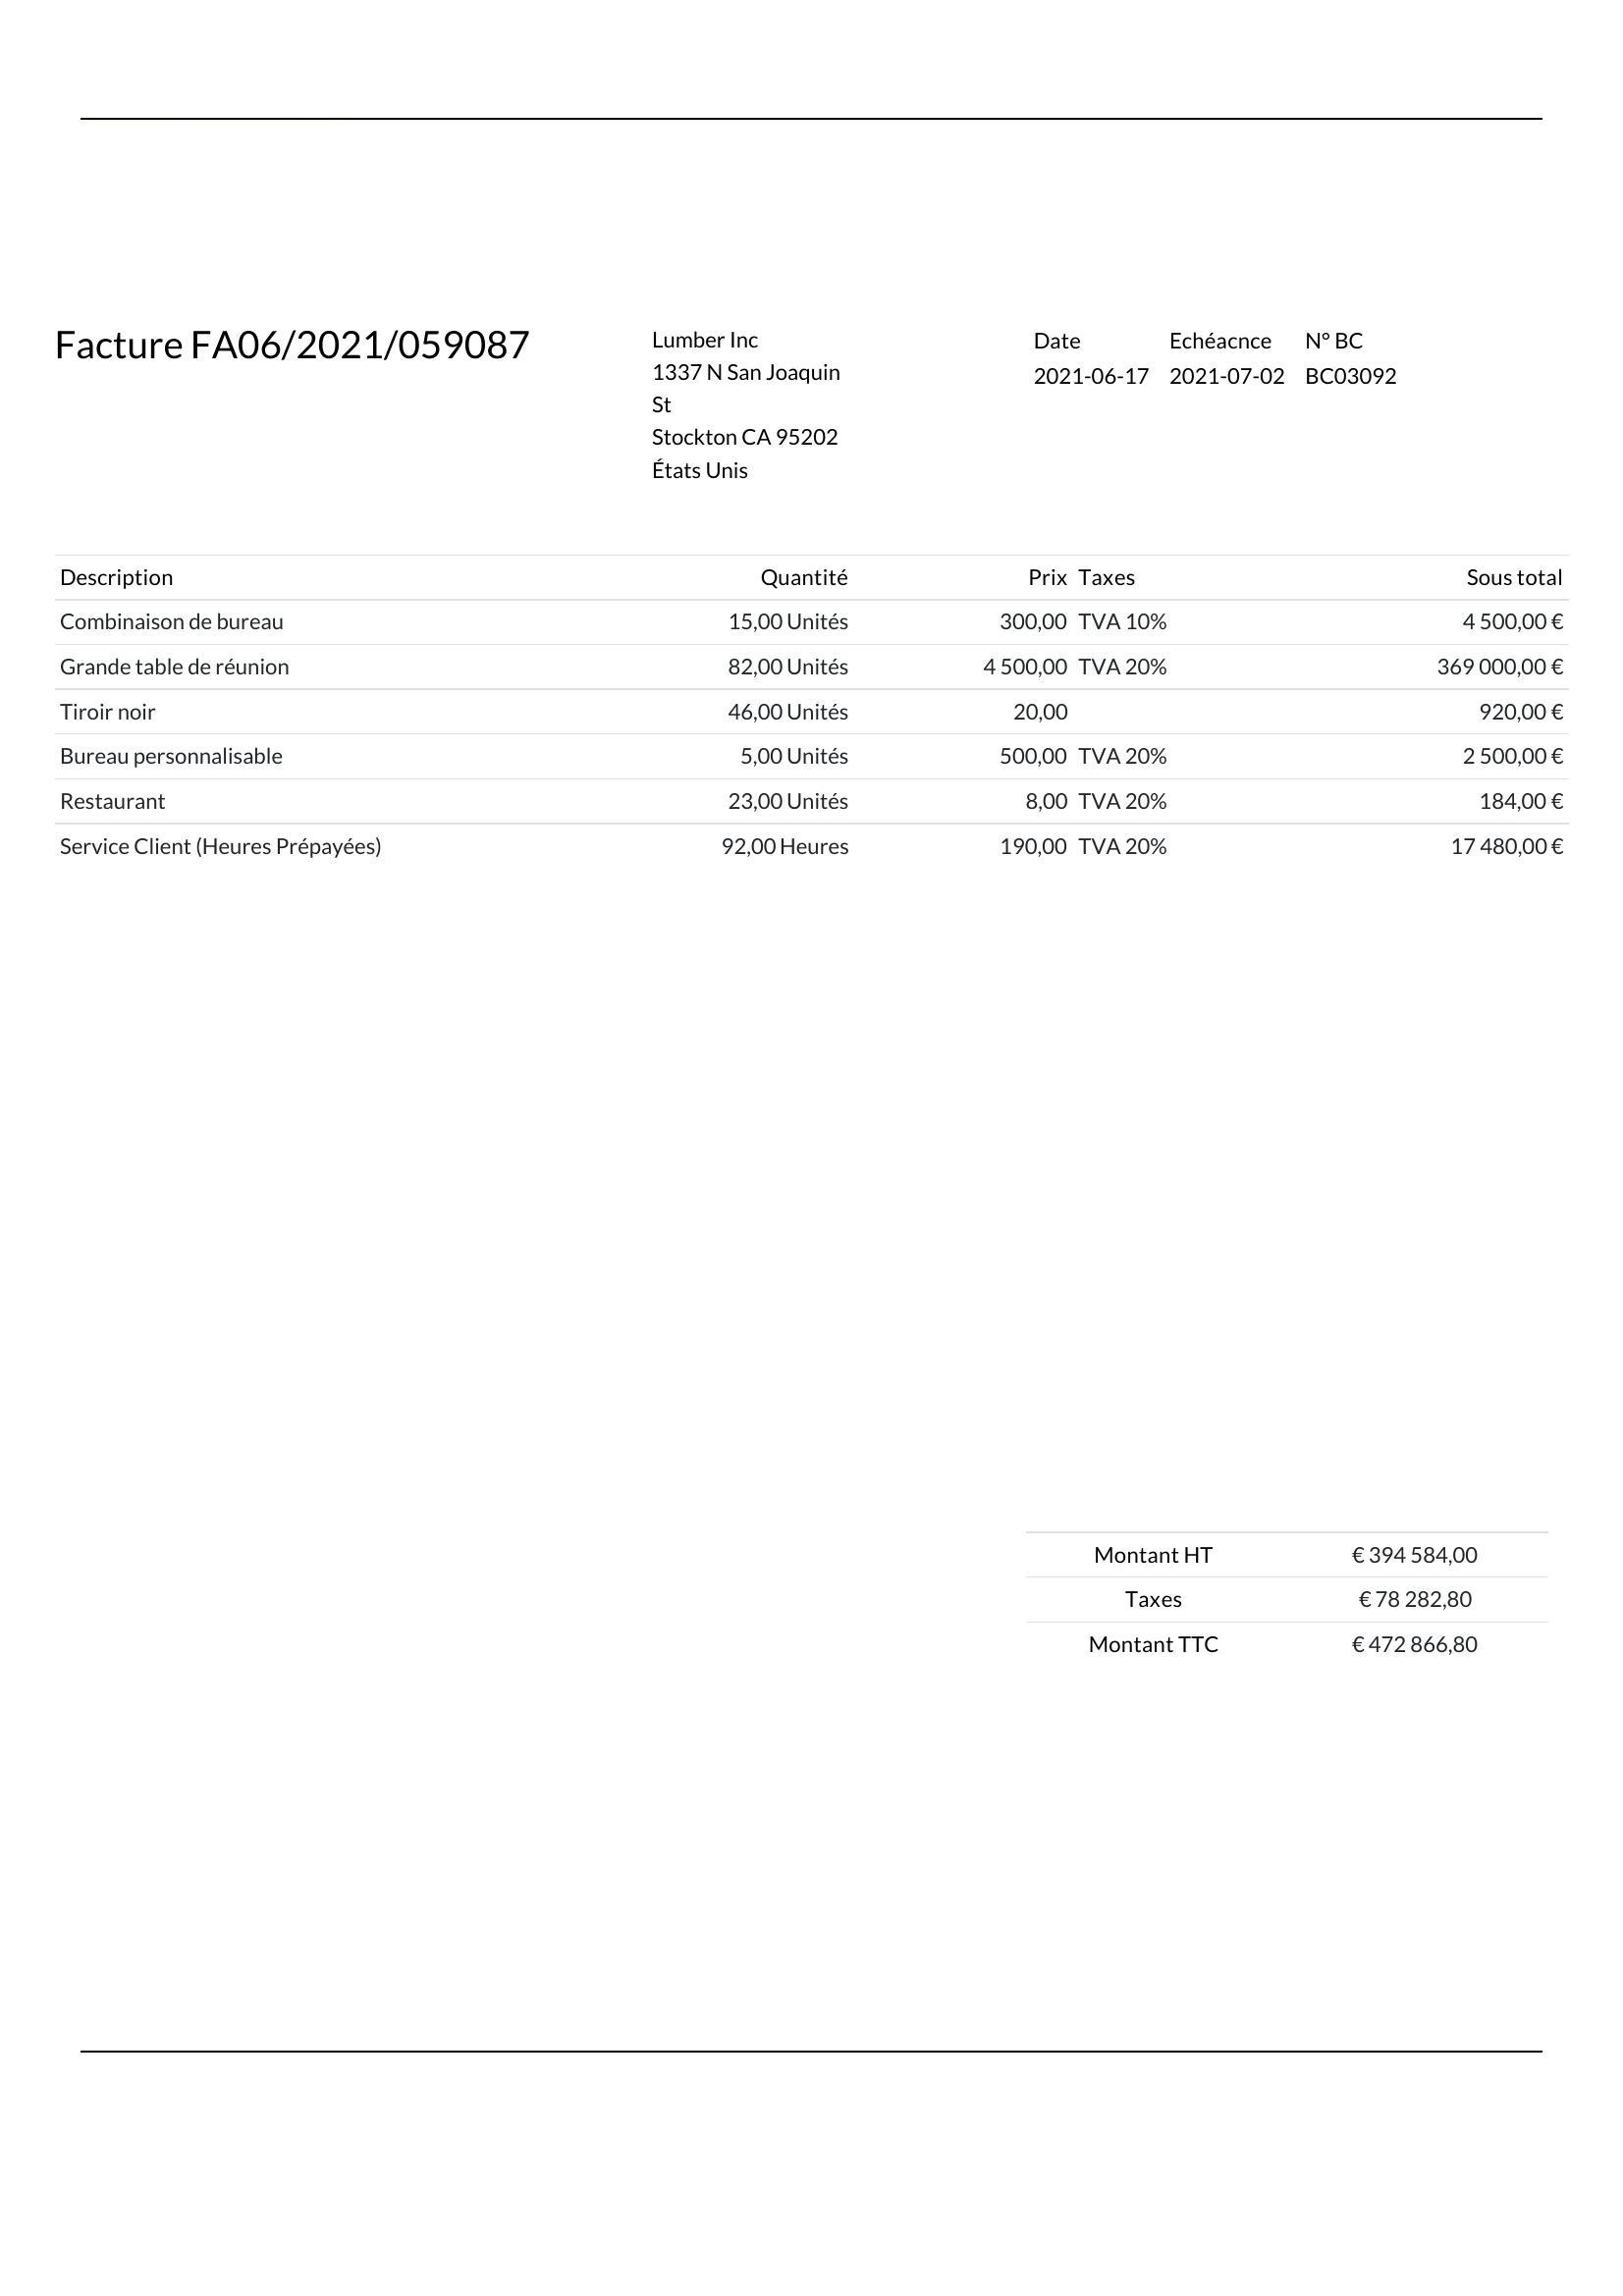 Facture FA06/2021/059087
Lumber Inc
1337 N San Joaquin
St
Stockton CA 95202
États Unis
Date Echéacnce N° BC
2021-06-17 2021-07-02 BC03092
Description Quantité Prix Taxes Sous total
Combinaison de bureau 15,00 Unités 300,00 TVA 10% 4 500,00 €
Grande table de réunion 82,00 Unités 4 500,00 TVA 20% 369 000,00 €
Tiroir noir 46,00 Unités 20,00 920,00 €
Bureau personnalisable 5,00 Unités 500,00 TVA 20% 2 500,00 €
Restaurant 23,00 Unités 8,00 TVA 20% 184,00 €
Service Client (Heures Prépayées) 92,00 Heures 190,00 TVA 20% 17 480,00 €
Montant HT € 394 584,00
Taxes € 78 282,80
Montant TTC € 472 866,80